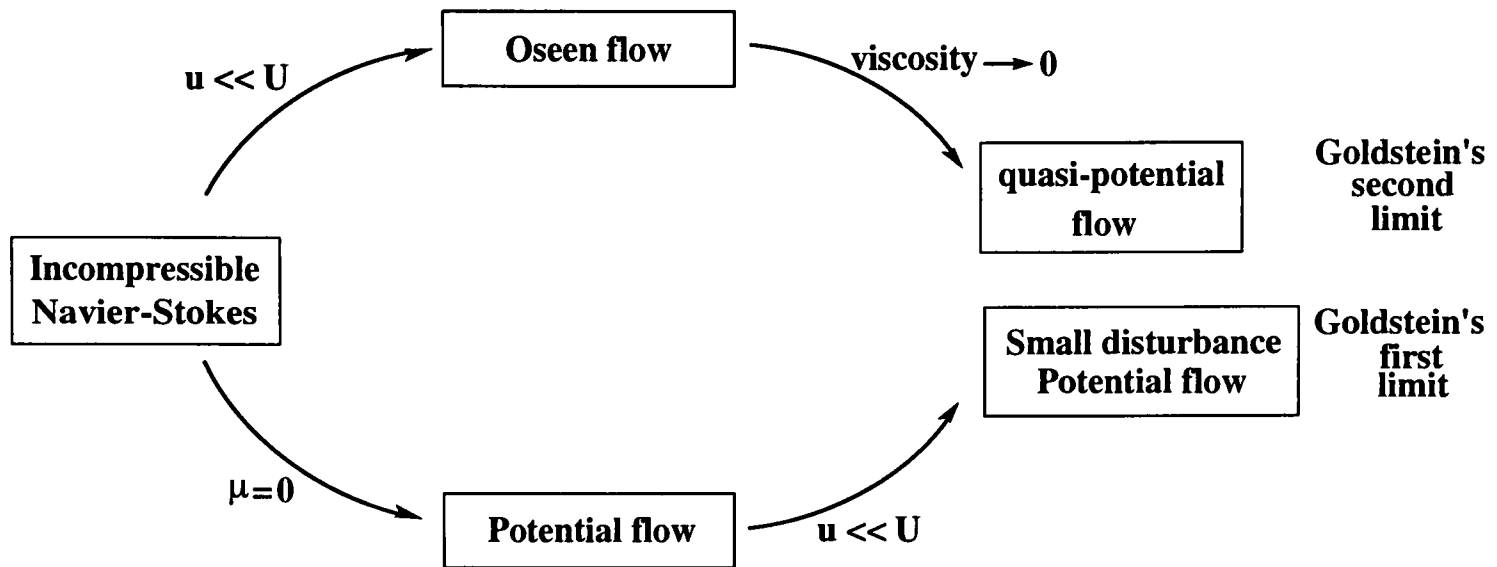 Oseen flow
u << U
viscosity → 0
quasi-potential
flow
Goldstein's
second
limit
Incompressible
Navier-Stokes
Small disturbance
Potential flow
Goldstein's
first
limit
μ=0
Potential flow
u << U